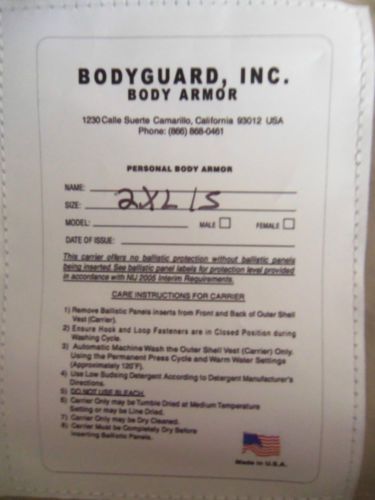 BODYGUARD, INC.
BODY ARMOR
1230 Calle Suerte Camarillo, California 93012 USA
Phone: (866) 868-0461
PERSONAL BODY ARMOR
NAME:
SIZE: 2XL/S
MODEL: MALE FEMALE
DATE OF ISSUE:
This carrier offers no ballistic protection without ballistic panels
being inserted. See ballistic panel labels for protection level provided
in accordance with NIJ 2005 Interim Requirements.
CARE INSTRUCTIONS FOR CARRIER
1) Remove Ballistic Panels inserts from Front and Back of Outer Shell
Vest (Carrier).
2) Ensure Hook and Loop Fasteners are in Closed Position during
Washing Cycle.
3) Automatic Machine Wash the Outer Shell Vest (Carrier) Only.
Using the Permanent Press Cycle and Warm Water Settings
(Approximately 120°F).
4) Use Low Sudsing Detergent According to Detergent Manufacturer's
Directions.
5) DO NOT USE BLEACH.
6) Carrier Only may be Tumble Dried at Medium Temperature
Setting or may be Line Dried.
7) Carrier Only may be Dry Cleaned.
8) Carrier Must be Completely Dry Before
Inserting Ballistic Panels.
Made in U.S.A.